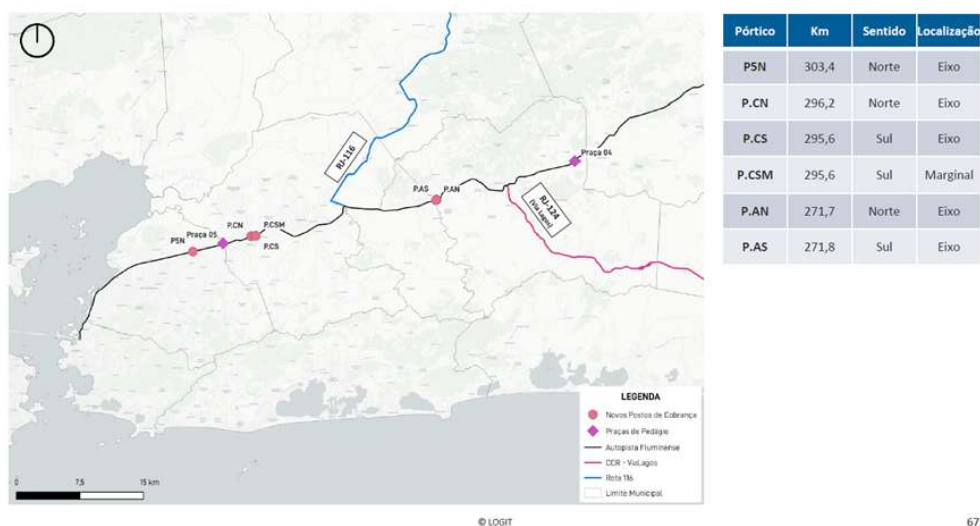 Pórtico Km Sentido Localização
P5N 303,4 Norte Eixo
P.CN 296,2 Norte Eixo
P.CS 295,6 Sul Eixo
P.CSM 295,6 Sul Marginal
P.AN 271,7 Norte Eixo
P.AS 271,8 Sul Eixo
RJ-116
Praça 04
P.AS P.AN
RJ-124
(Via Lagos)
P.CN P.CSM
Praça 05
P5N
P.CS
LEGENDA
Novos Postos de Cobrança
Praças de Pedágio
Autopista Fluminense
CCR - ViaLagos
Rota 116
Limite Municipal
0 7,5 15 km
© LOGIT
67